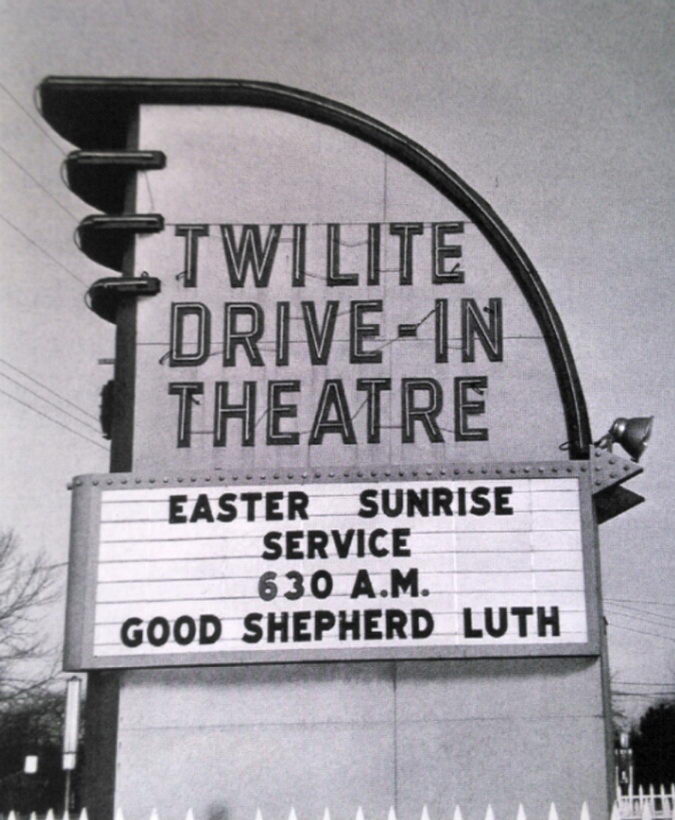 TWILITE
DRIVE-IN
THEATRE
EASTER SUNRISE
SERVICE
630 A.M.
GOOD SHEPHERD LUTH